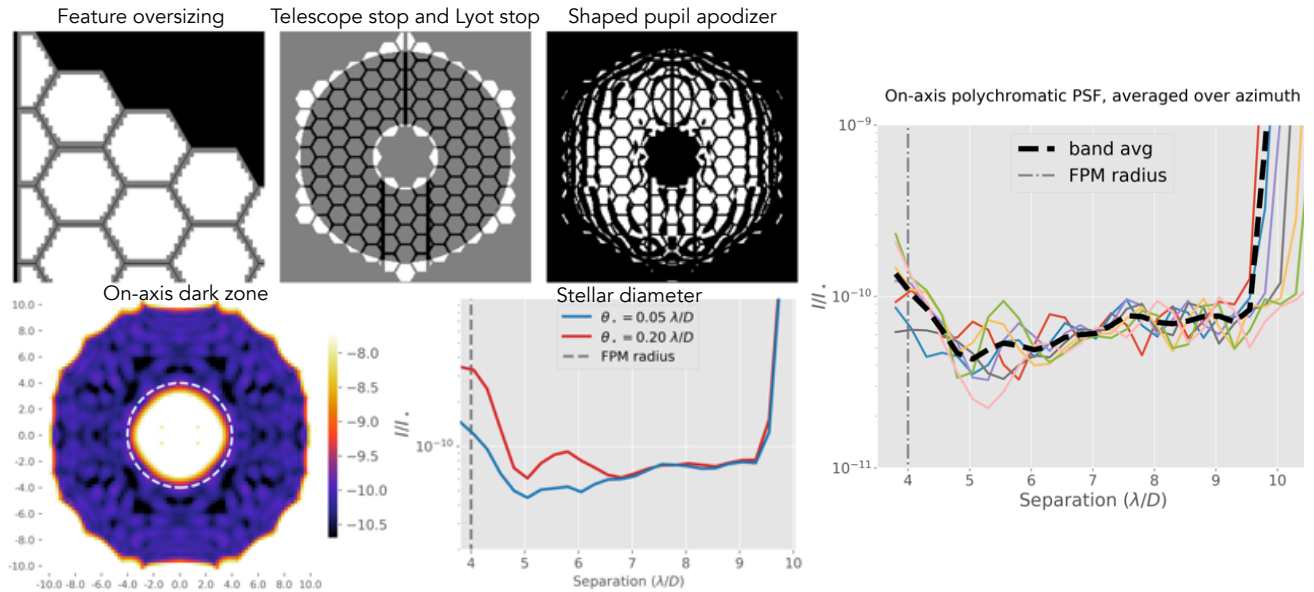 Feature oversizing
Telescope stop and Lyot stop
Shaped pupil apodizer
On-axis polychromatic PSF, averaged over azimuth
10⁻⁹
band avg
FPM radius
I/I⋆
10⁻¹⁰
10⁻¹¹
4 5 6 7 8 9 10
Separation (λ/D)
On-axis dark zone
10.0
8.0
6.0
4.0
2.0
0.0
-2.0
-4.0
-6.0
-8.0
-10.0
-10.0 -8.0 -6.0 -4.0 -2.0 0.0 2.0 4.0 6.0 8.0 10.0
−8.0
−8.5
−9.0
−9.5
−10.0
−10.5
Stellar diameter
θ⋆ = 0.05 λ/D
θ⋆ = 0.20 λ/D
FPM radius
I/I⋆
10⁻¹⁰
4 5 6 7 8 9 10
Separation (λ/D)